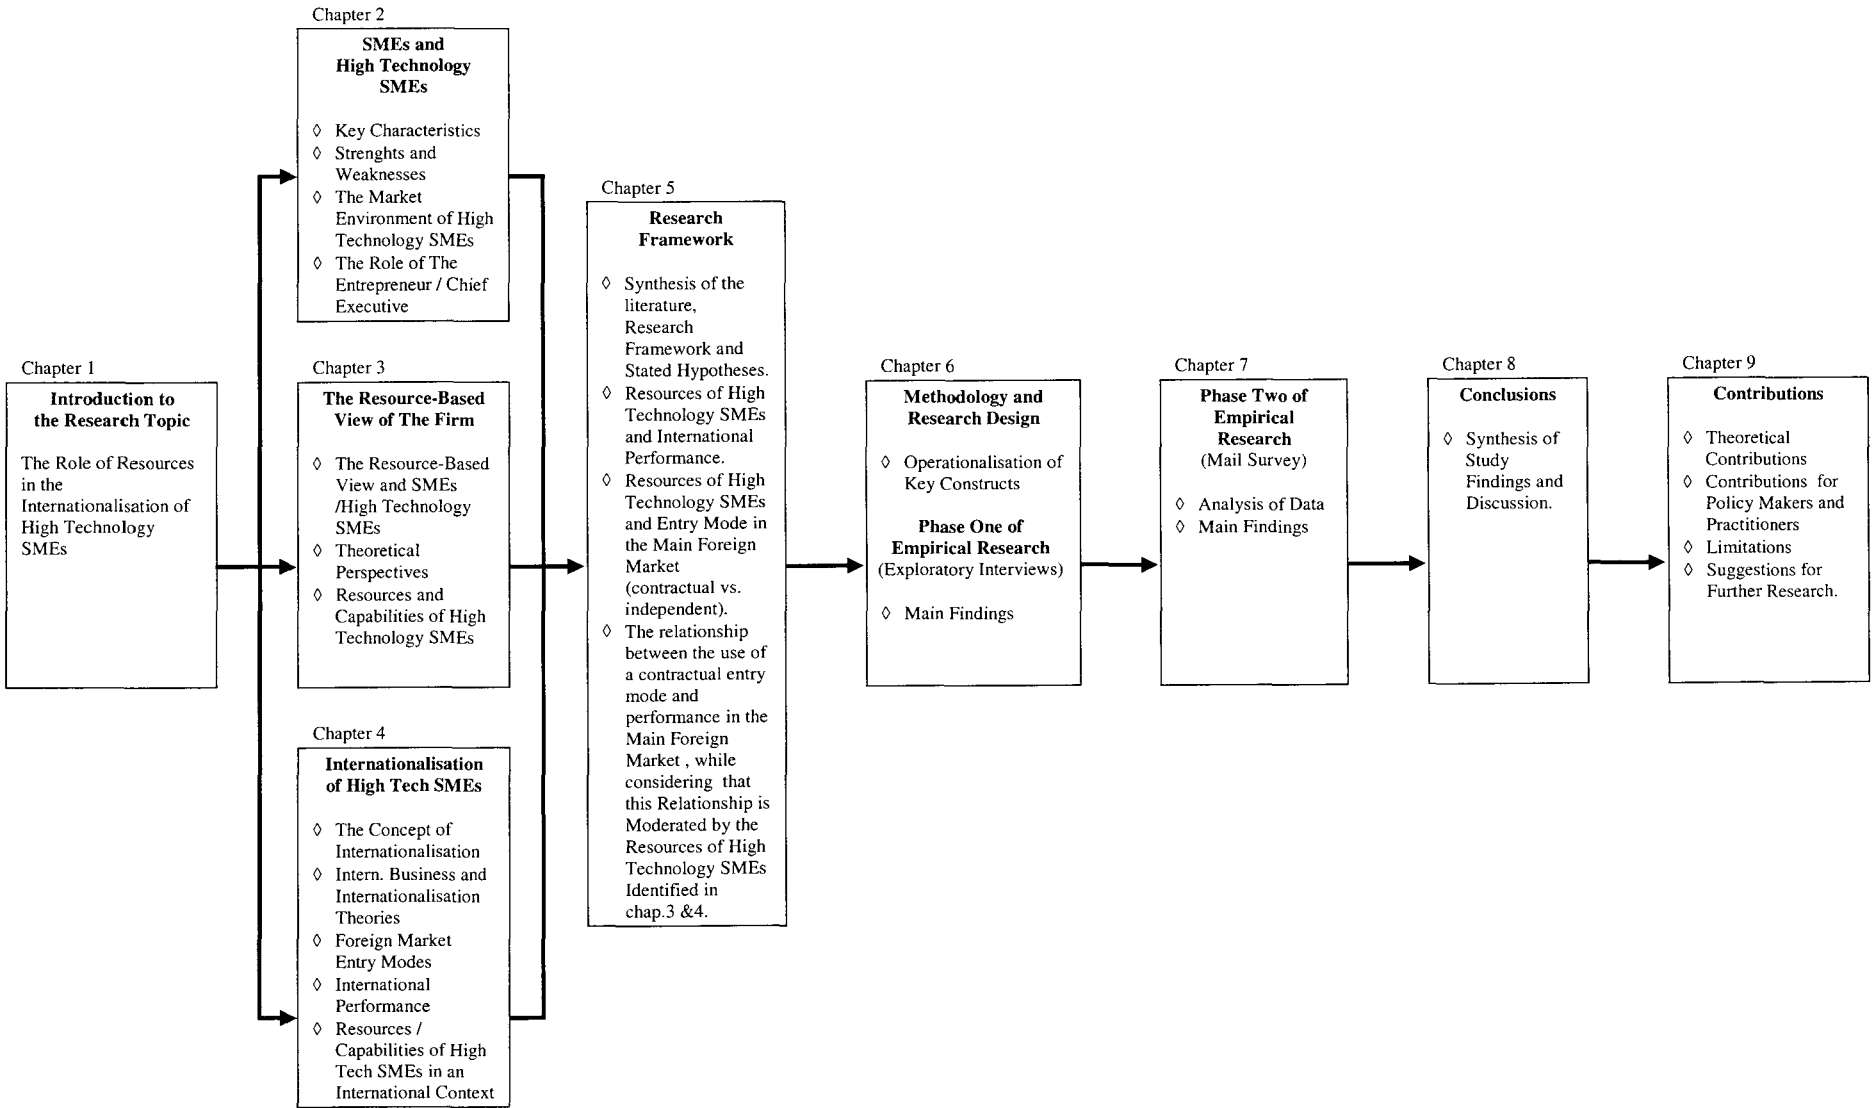 Chapter 1
Introduction to
the Research Topic
The Role of Resources
in the
Internationalisation of
High Technology
SMEs
Chapter 2
SMEs and
High Technology
SMEs
◊ Key Characteristics
◊ Strenghts and
Weaknesses
◊ The Market
Environment of High
Technology SMEs
◊ The Role of The
Entrepreneur / Chief
Executive
Chapter 3
The Resource-Based
View of The Firm
◊ The Resource-Based
View and SMEs
/High Technology
SMEs
◊ Theoretical
Perspectives
◊ Resources and
Capabilities of High
Technology SMEs
Chapter 4
Internationalisation
of High Tech SMEs
◊ The Concept of
Internationalisation
◊ Intern. Business and
Internationalisation
Theories
◊ Foreign Market
Entry Modes
◊ International
Performance
◊ Resources /
Capabilities of High
Tech SMEs in an
International Context
Chapter 5
Research
Framework
◊ Synthesis of the
literature,
Research
Framework and
Stated Hypotheses.
◊ Resources of High
Technology SMEs
and International
Performance.
◊ Resources of High
Technology SMEs
and Entry Mode in
the Main Foreign
Market
(contractual vs.
independent).
◊ The relationship
between the use of
a contractual entry
mode and
performance in the
Main Foreign
Market , while
considering that
this Relationship is
Moderated by the
Resources of High
Technology SMEs
Identified in
chap.3 &4.
Chapter 6
Methodology and
Research Design
◊ Operationalisation of
Key Constructs
Phase One of
Empirical Research
(Exploratory Interviews)
◊ Main Findings
Chapter 7
Phase Two of
Empirical
Research
(Mail Survey)
◊ Analysis of Data
◊ Main Findings
Chapter 8
Conclusions
◊ Synthesis of
Study
Findings and
Discussion.
Chapter 9
Contributions
◊ Theoretical
Contributions
◊ Contributions for
Policy Makers and
Practitioners
◊ Limitations
◊ Suggestions for
Further Research.